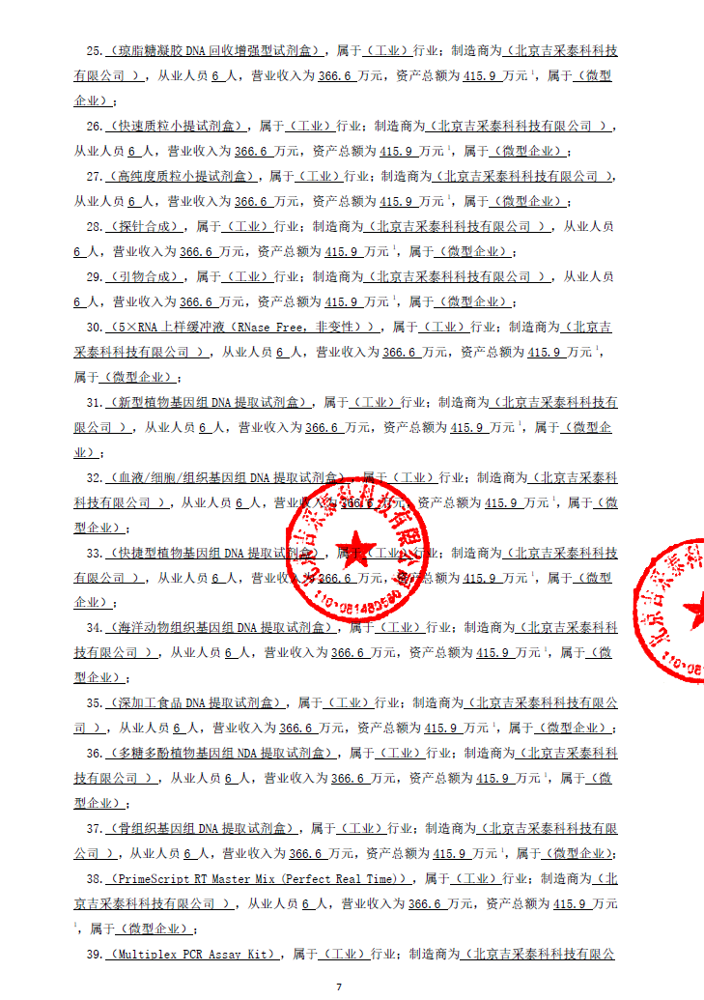 25.（琼脂糖凝胶 DNA 回收增强型试剂盒），属于（工业）行业；制造商为（北京吉采泰科科技
有限公司 ），从业人员 6 人，营业收入为 366.6 万元，资产总额为 415.9 万元¹，属于（微型
企业）；
26.（快速质粒小提试剂盒），属于（工业）行业；制造商为（北京吉采泰科科技有限公司 ），
从业人员 6 人，营业收入为 366.6 万元，资产总额为 415.9 万元¹，属于（微型企业）；
27.（高纯度质粒小提试剂盒），属于（工业）行业；制造商为（北京吉采泰科科技有限公司 ），
从业人员 6 人，营业收入为 366.6 万元，资产总额为 415.9 万元¹，属于（微型企业）；
28.（探针合成），属于（工业）行业；制造商为（北京吉采泰科科技有限公司 ），从业人员
6 人，营业收入为 366.6 万元，资产总额为 415.9 万元¹，属于（微型企业）；
29.（引物合成），属于（工业）行业；制造商为（北京吉采泰科科技有限公司 ），从业人员
6 人，营业收入为 366.6 万元，资产总额为 415.9 万元¹，属于（微型企业）；
30.（5×RNA 上样缓冲液（RNase Free，非变性）），属于（工业）行业；制造商为（北京吉
采泰科科技有限公司 ），从业人员 6 人，营业收入为 366.6 万元，资产总额为 415.9 万元¹，
属于（微型企业）；
31.（新型植物基因组 DNA 提取试剂盒），属于（工业）行业；制造商为（北京吉采泰科科技有
限公司 ），从业人员 6 人，营业收入为 366.6 万元，资产总额为 415.9 万元¹，属于（微型企
业）；
32.（血液/细胞/组织基因组 DNA 提取试剂盒），属于（工业）行业；制造商为（北京吉采泰科
科技有限公司 ），从业人员 6 人，营业收入为 366.6 万元，资产总额为 415.9 万元¹，属于（微
型企业）；
33.（快捷型植物基因组 DNA 提取试剂盒），属于（工业）行业；制造商为（北京吉采泰科科技
有限公司 ），从业人员 6 人，营业收入为 366.6 万元，资产总额为 415.9 万元¹，属于（微型
企业）；
34.（海洋动物组织基因组 DNA 提取试剂盒），属于（工业）行业；制造商为（北京吉采泰科科
技有限公司 ），从业人员 6 人，营业收入为 366.6 万元，资产总额为 415.9 万元¹，属于（微
型企业）；
35.（深加工食品 DNA 提取试剂盒），属于（工业）行业；制造商为（北京吉采泰科科技有限公
司 ），从业人员 6 人，营业收入为 366.6 万元，资产总额为 415.9 万元¹，属于（微型企业）；
36.（多糖多酚植物基因组 NDA 提取试剂盒），属于（工业）行业；制造商为（北京吉采泰科科
技有限公司 ），从业人员 6 人，营业收入为 366.6 万元，资产总额为 415.9 万元¹，属于（微
型企业）；
37.（骨组织基因组 DNA 提取试剂盒），属于（工业）行业；制造商为（北京吉采泰科科技有限
公司 ），从业人员 6 人，营业收入为 366.6 万元，资产总额为 415.9 万元¹，属于（微型企业）；
38.（PrimeScript RT Master Mix (Perfect Real Time)），属于（工业）行业；制造商为（北
京吉采泰科科技有限公司 ），从业人员 6 人，营业收入为 366.6 万元，资产总额为 415.9 万元
¹，属于（微型企业）；
39.（Multiplex PCR Assay Kit），属于（工业）行业；制造商为（北京吉采泰科科技有限公
北京吉采泰科科技有限公司
北京吉采泰科
7